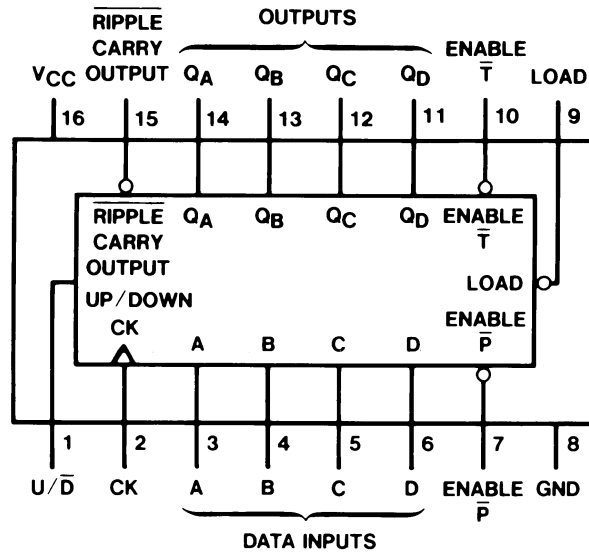 OUTPUTS
RIPPLE
CARRY
OUTPUT
VCC
QA QB QC QD
ENABLE
T
LOAD
16 15 14 13 12 11 10 9
RIPPLE
CARRY
OUTPUT
QA QB QC QD
ENABLE
T
LOAD
UP/DOWN
CK
A B C D
ENABLE
P
1 2 3 4 5 6 7 8
U/D̅ CK A B C D ENABLE GND
P
DATA INPUTS